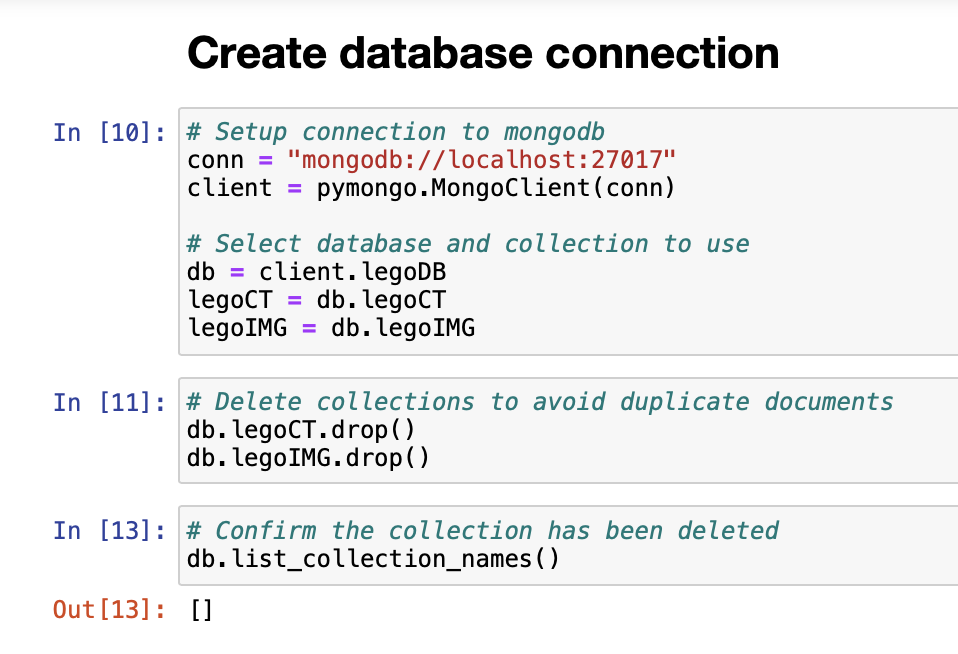 Create database connection
In [10]:
# Setup connection to mongodb
conn = "mongodb://localhost:27017"
client = pymongo.MongoClient(conn)
# Select database and collection to use
db = client.legoDB
legoCT = db.legoCT
legoIMG = db.legoIMG
In [11]:
# Delete collections to avoid duplicate documents
db.legoCT.drop()
db.legoIMG.drop()
In [13]:
# Confirm the collection has been deleted
db.list_collection_names()
Out[13]: []